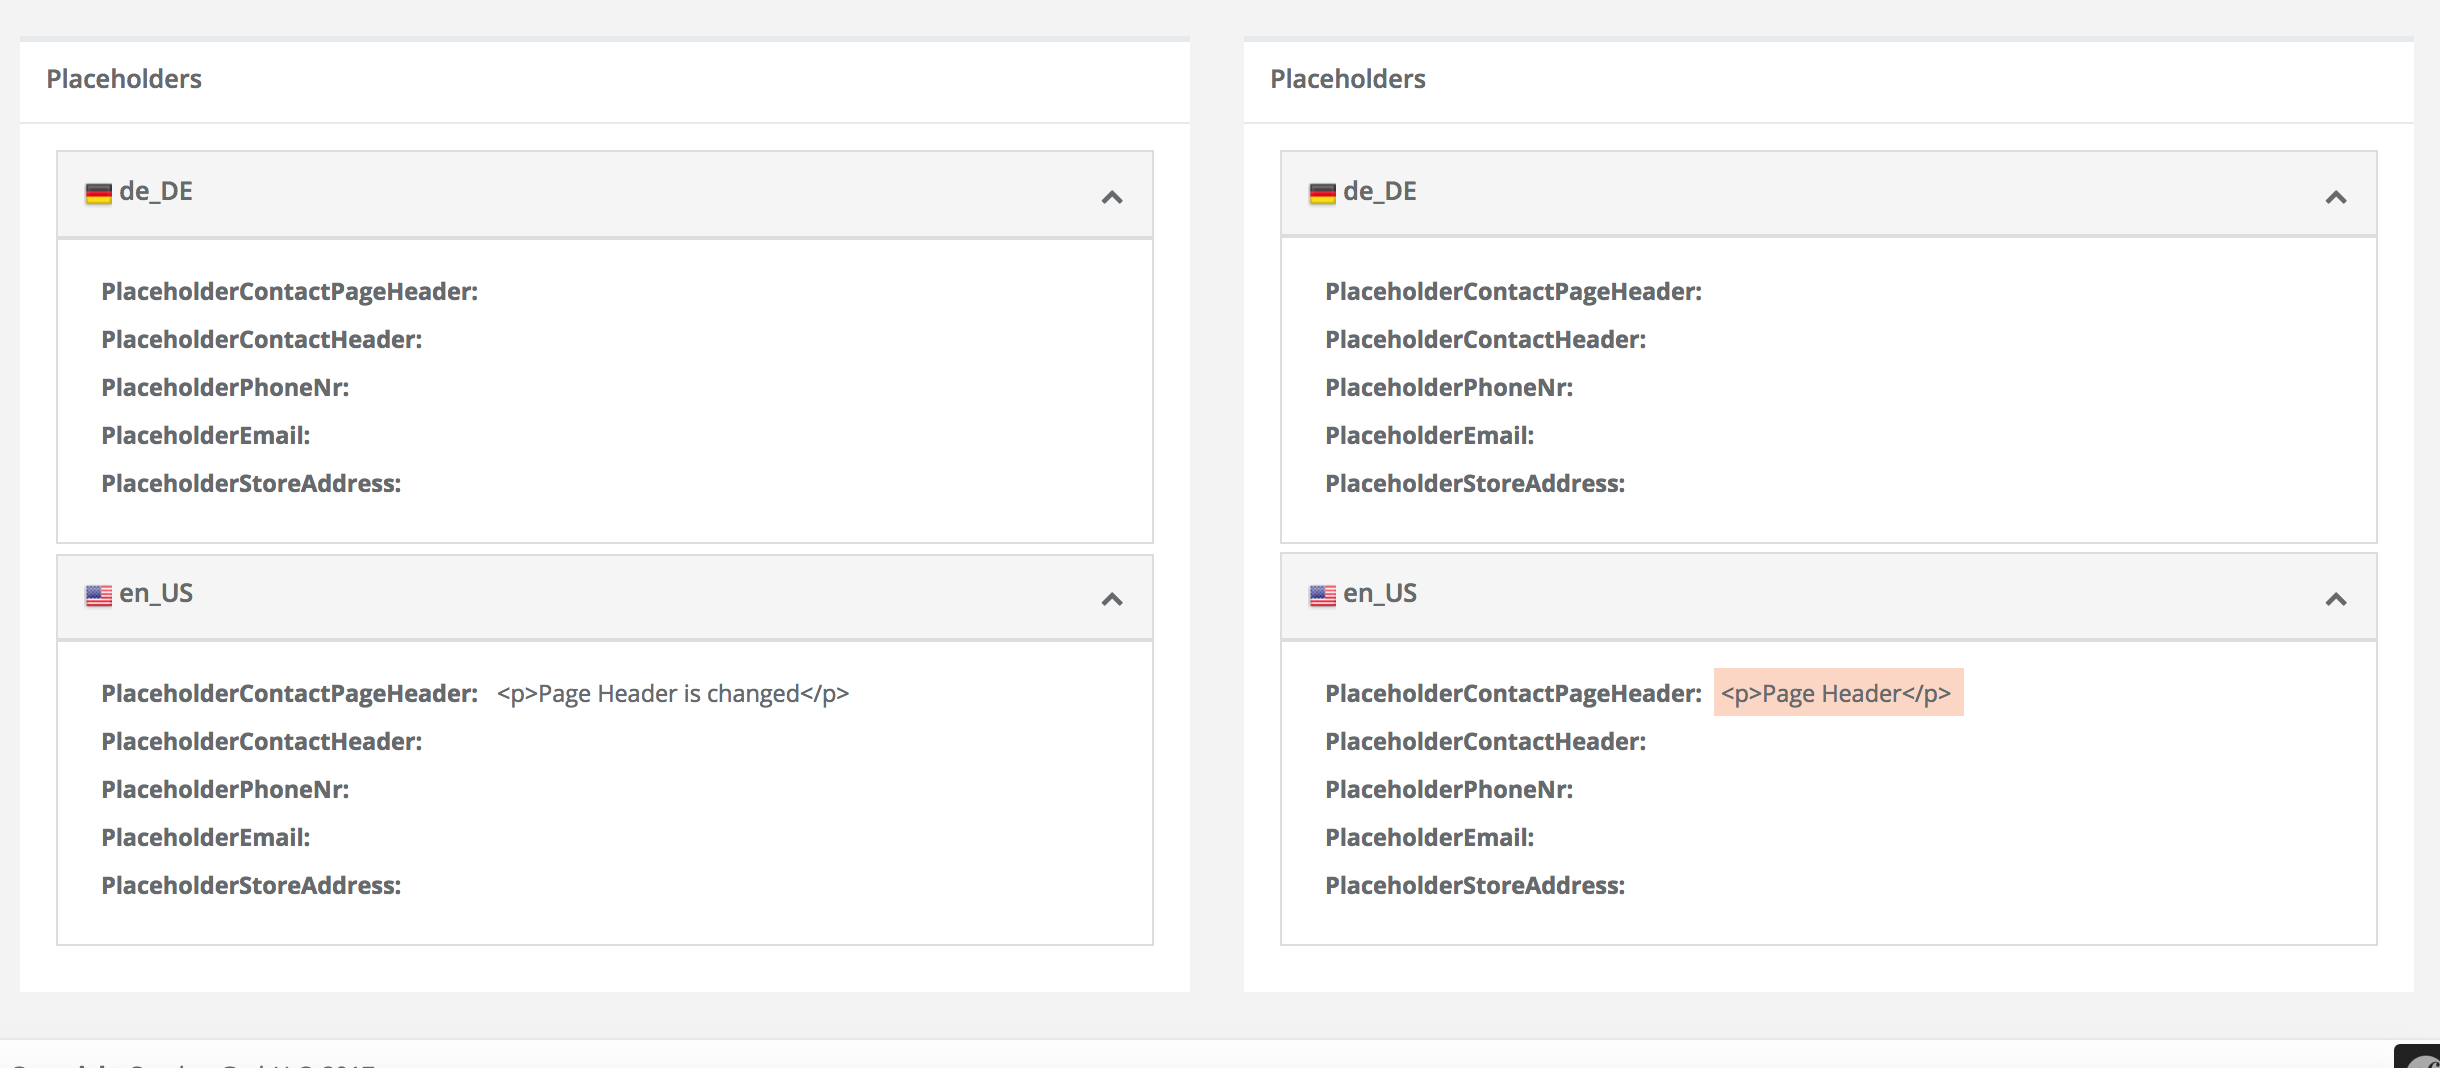 Placeholders
de_DE
PlaceholderContactPageHeader:
PlaceholderContactHeader:
PlaceholderPhoneNr:
PlaceholderEmail:
PlaceholderStoreAddress:
en_US
PlaceholderContactPageHeader: <p>Page Header is changed</p>
PlaceholderContactHeader:
PlaceholderPhoneNr:
PlaceholderEmail:
PlaceholderStoreAddress:
Placeholders
de_DE
PlaceholderContactPageHeader:
PlaceholderContactHeader:
PlaceholderPhoneNr:
PlaceholderEmail:
PlaceholderStoreAddress:
en_US
PlaceholderContactPageHeader: <p>Page Header</p>
PlaceholderContactHeader:
PlaceholderPhoneNr:
PlaceholderEmail:
PlaceholderStoreAddress: